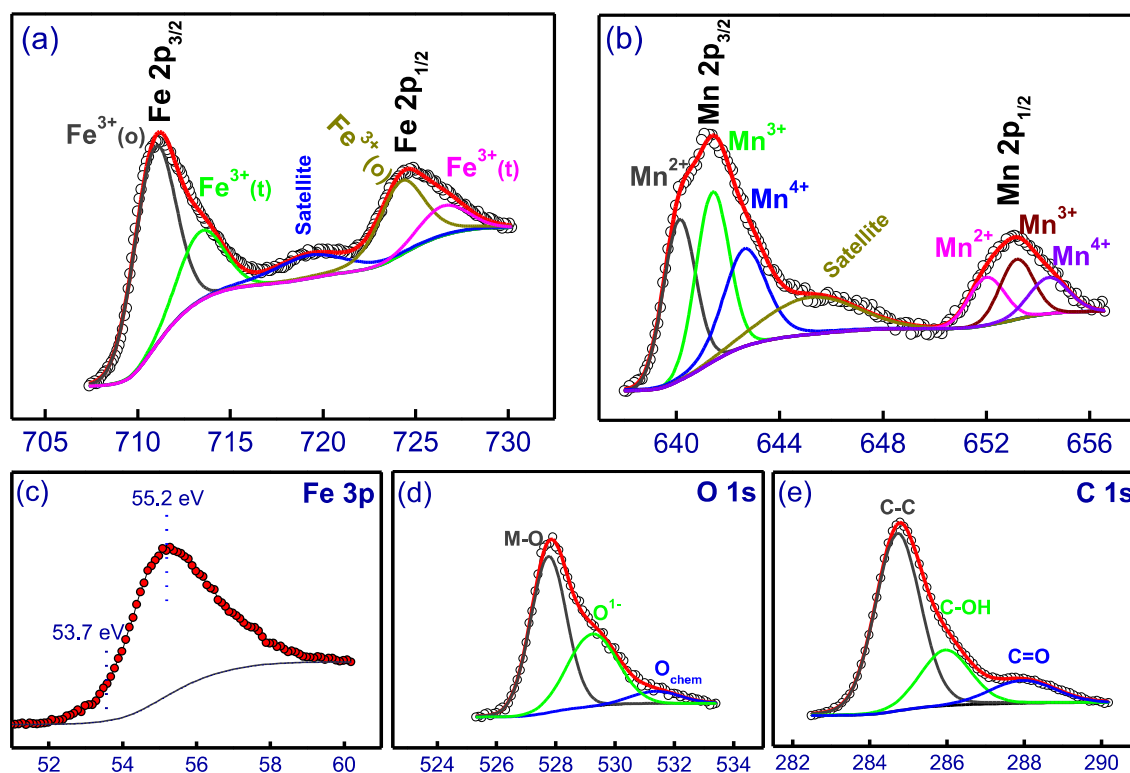 (a)
Fe 2p3/2
Fe 2p1/2
Fe3+(o)
Fe3+(t)
Satellite
Fe3+(o)
Fe3+(t)
705 710 715 720 725 730
(b)
Mn 2p3/2
Mn 2p1/2
Mn2+
Mn3+
Mn4+
Satellite
Mn2+
Mn3+
Mn4+
640 644 648 652 656
(c)
Fe 3p
55.2 eV
53.7 eV
52 54 56 58 60
(d)
O 1s
M-O
O1-
Ochem
524 526 528 530 532 534
(e)
C 1s
C-C
C-OH
C=O
282 284 286 288 290